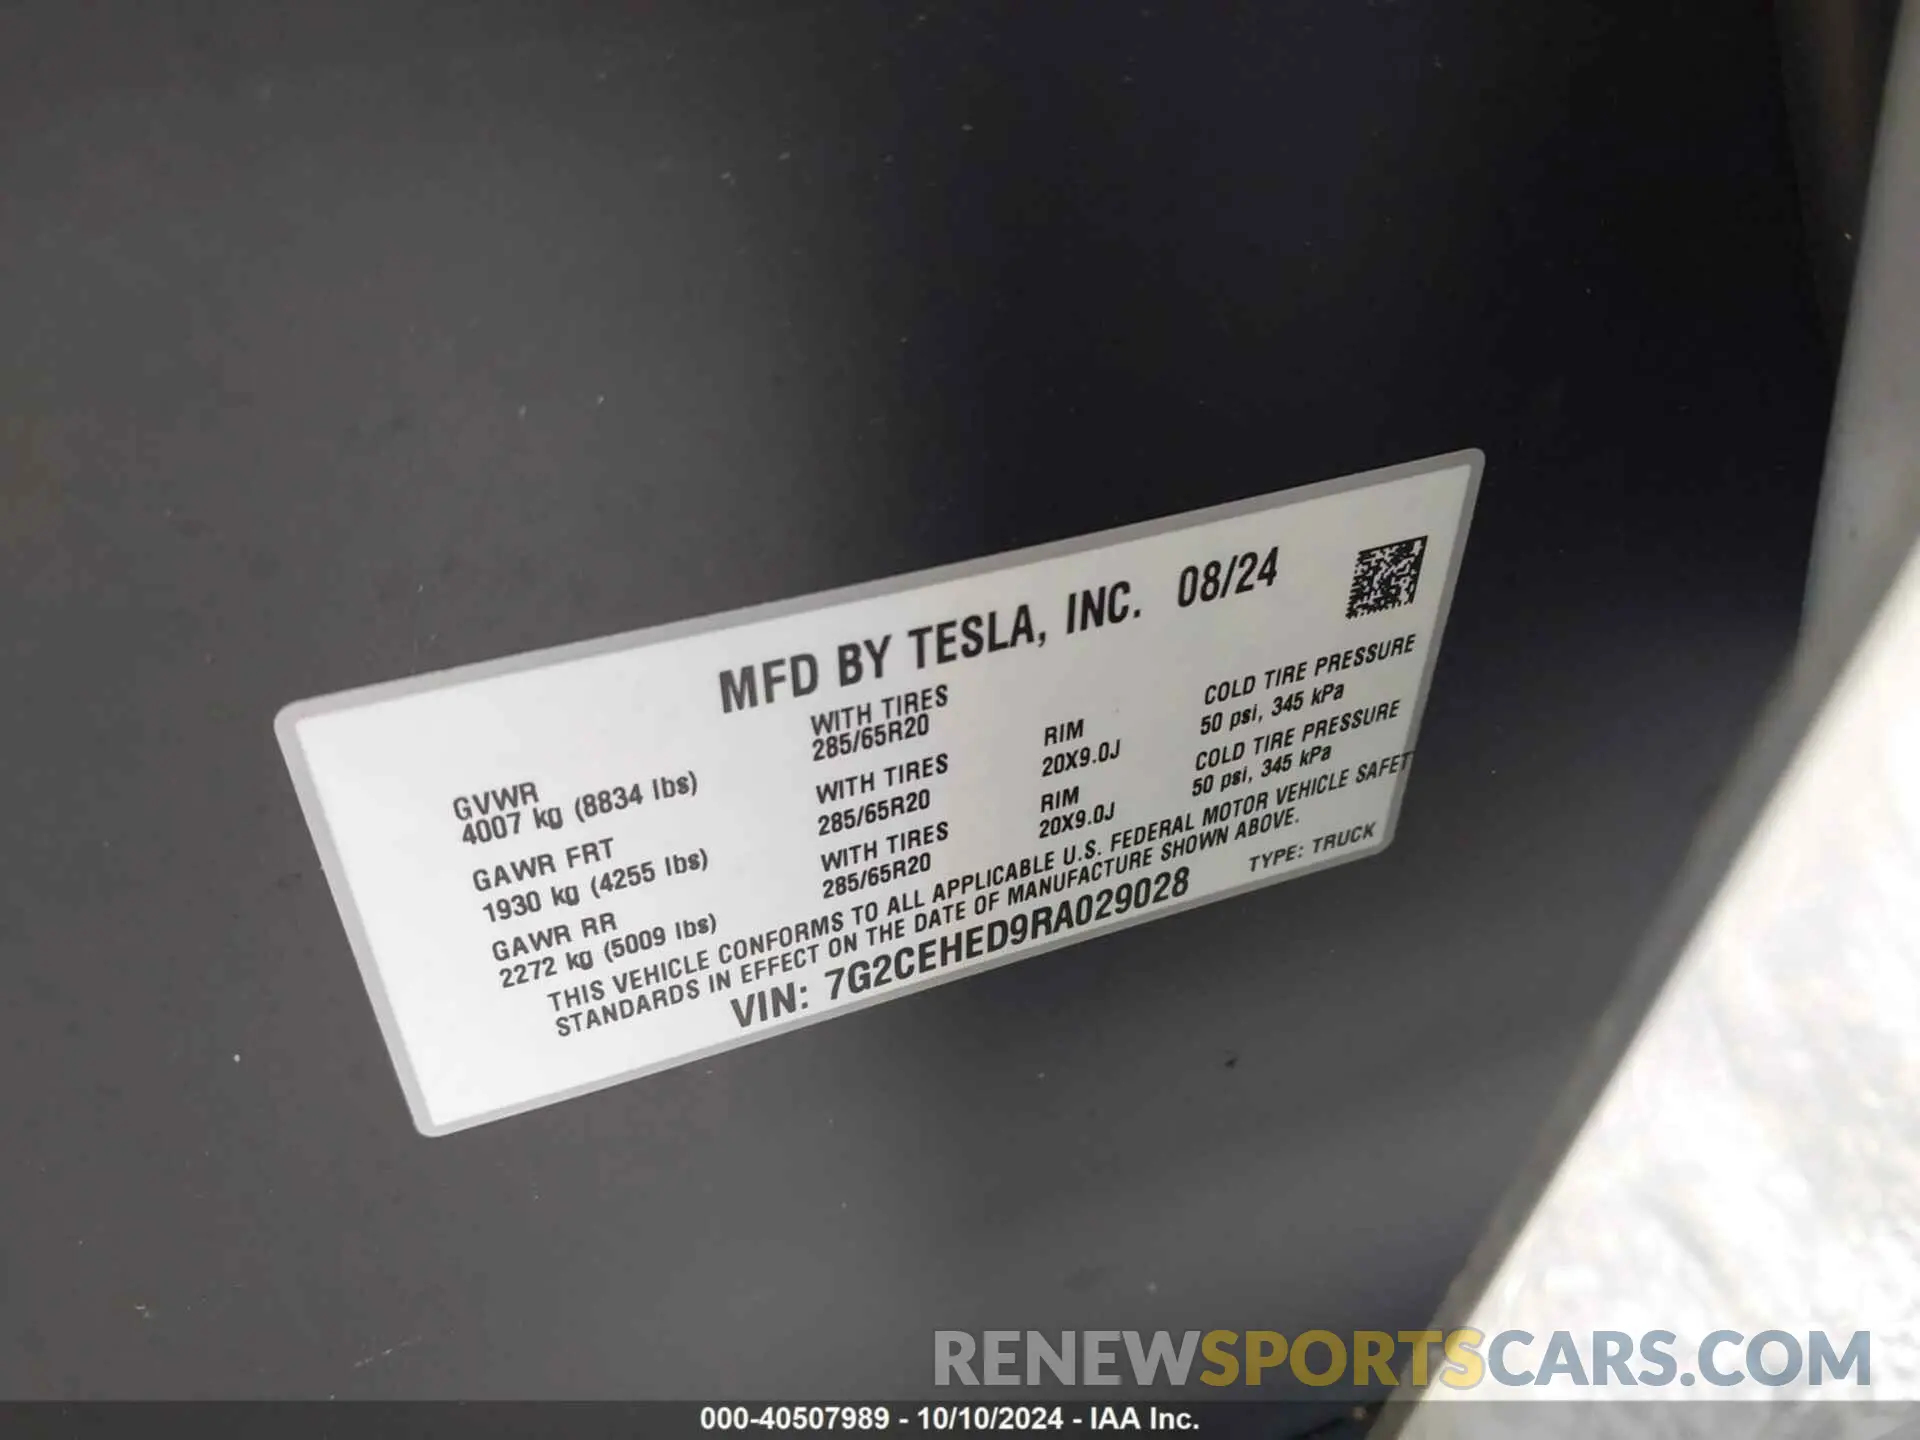 MFD BY TESLA, INC. 08/24
GVWR
4007 kg (8834 lbs)
WITH TIRES
285/65R20
GAWR FRT
1930 kg (4255 lbs)
WITH TIRES
285/65R20
RIM
20X9.0J
COLD TIRE PRESSURE
50 psi, 345 kPa
GAWR RR
2272 kg (5009 lbs)
WITH TIRES
285/65R20
RIM
20X9.0J
COLD TIRE PRESSURE
50 psi, 345 kPa
THIS VEHICLE CONFORMS TO ALL APPLICABLE U.S. FEDERAL MOTOR VEHICLE SAFET
STANDARDS IN EFFECT ON THE DATE OF MANUFACTURE SHOWN ABOVE.
VIN: 7G2CEHED9RA029028
TYPE: TRUCK
RENEWSPORTSCARS.COM
000-40507989 - 10/10/2024 - IAA Inc.